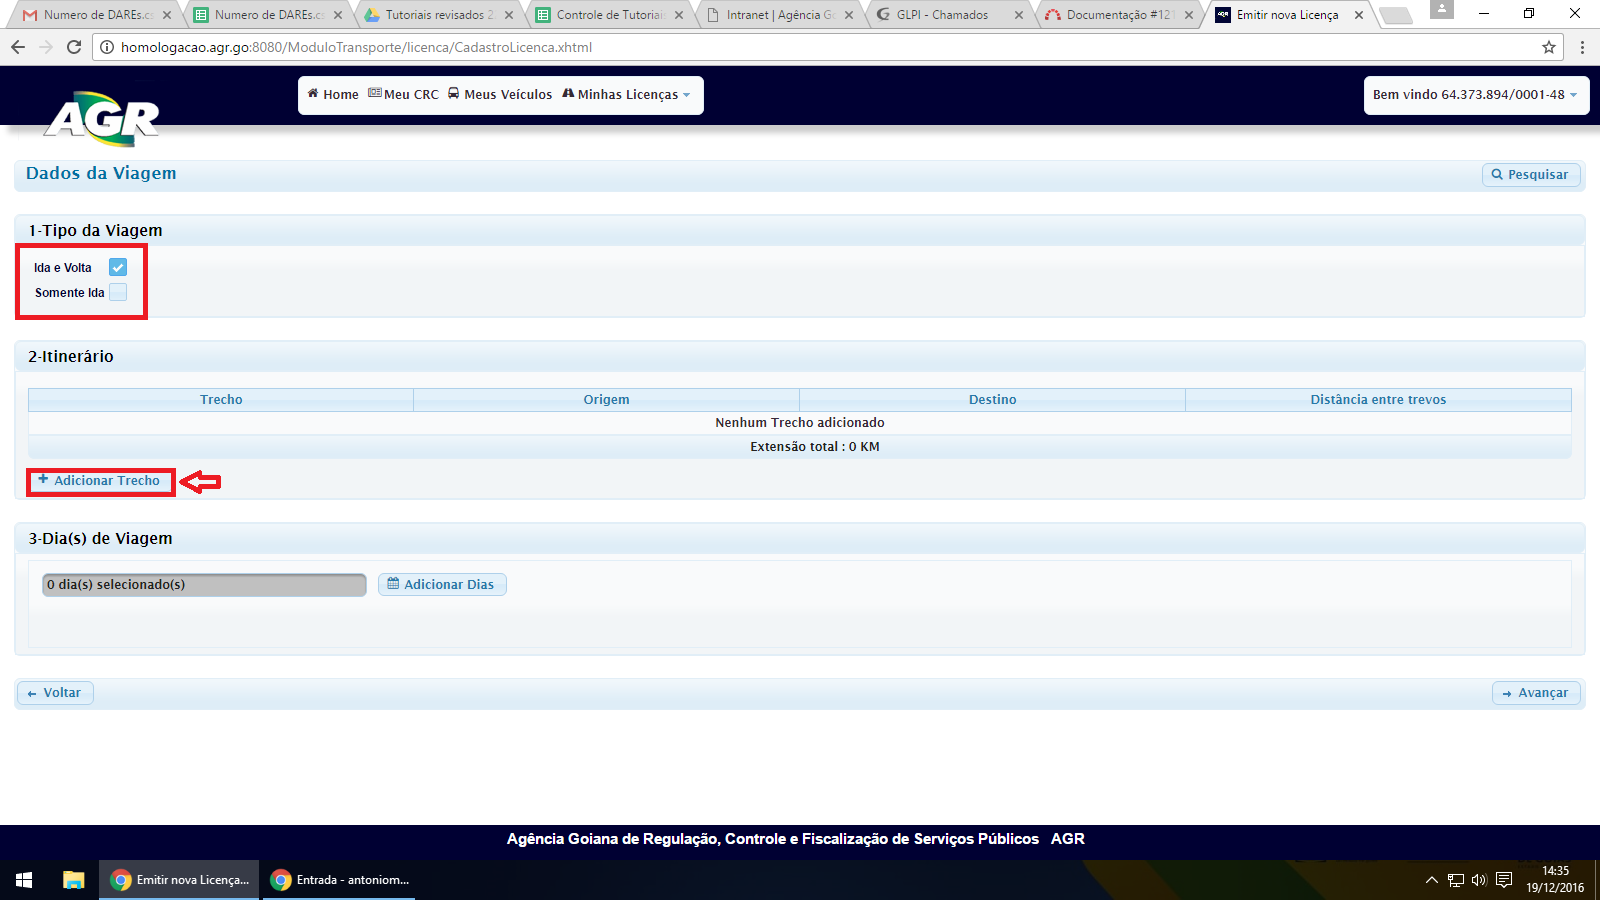 Numero de DAREs.cs
Numero de DAREs.cs
Tutoriais revisados 2
Controle de Tutoriai
Intranet | Agência Go
GLPI - Chamados
Documentação #121
Emitir nova Licença
homologacao.agr.go:8080/ModuloTransporte/licenca/CadastroLicenca.xhtml
AGR
Home
Meu CRC
Meus Veículos
Minhas Licenças
Bem vindo 64.373.894/0001-48
Dados da Viagem
Pesquisar
1-Tipo da Viagem
Ida e Volta
Somente Ida
2-Itinerário
Trecho Origem Destino Distância entre trevos
Nenhum Trecho adicionado
Extensão total : 0 KM
+ Adicionar Trecho
3-Dia(s) de Viagem
0 dia(s) selecionado(s)
Adicionar Dias
← Voltar
→ Avançar
Agência Goiana de Regulação, Controle e Fiscalização de Serviços Públicos AGR
Emitir nova Licença...
Entrada - antoniom...
14:35
19/12/2016